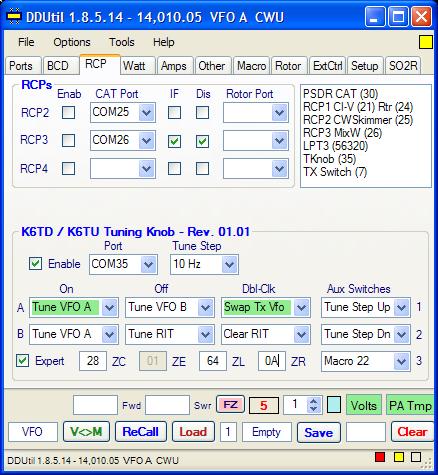 DDUtil 1.8.5.14 - 14,010.05 VFO A CWU
File Options Tools Help
Ports BCD RCP Watt Amps Other Macro Rotor ExtCtrl Setup SO2R
RCPs
Enab CAT Port IF Dis Rotor Port
RCP2 COM25
RCP3 COM26
RCP4
PSDR CAT (30)
RCP1 CI-V (21) Rtr (24)
RCP2 CWSkimmer (25)
RCP3 MixW (26)
LPT3 (56320)
TKnob (35)
TX Switch (7)
K6TD / K6TU Tuning Knob - Rev. 01.01
Port Tune Step
Enable COM35 10 Hz
On Off Dbl-Clk Aux Switches
A Tune VFO A Tune VFO B Swap Tx Vfo Tune Step Up 1
B Tune VFO A Tune RIT Clear RIT Tune Step Dn 2
Expert 28 ZC 01 ZE 64 ZL 0A ZR Macro 22 3
Fwd Swr FZ 5 1 Volts PA Tmp
VFO V<>M ReCall Load 1 Empty Save Clear
DDUtil 1.8.5.14 - 14,010.05 VFO A CWU